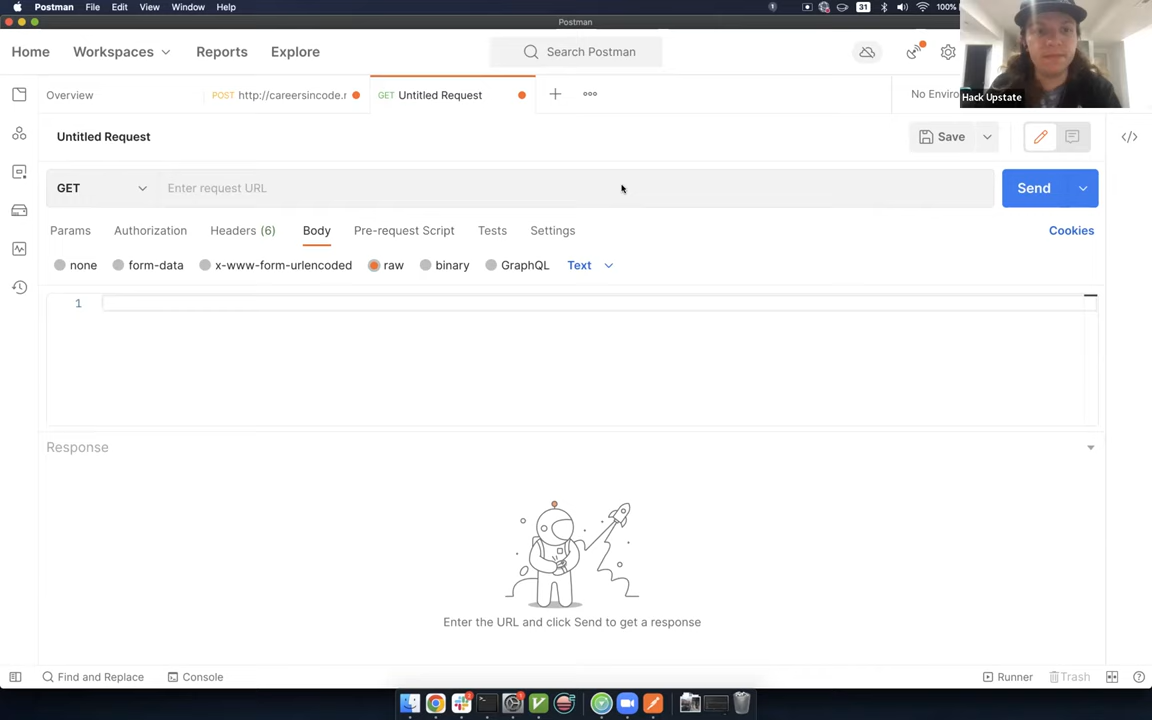 Postman File Edit View Window Help 31 100%
Postman
Home Workspaces Reports Explore Search Postman
Hack Upstate
Overview POST http://careersincode.r GET Untitled Request No Enviro
Untitled Request Save
GET Enter request URL Send
Params Authorization Headers (6) Body Pre-request Script Tests Settings Cookies
none form-data x-www-form-urlencoded raw binary GraphQL Text
1
Response
Enter the URL and click Send to get a response
Find and Replace Console Runner Trash